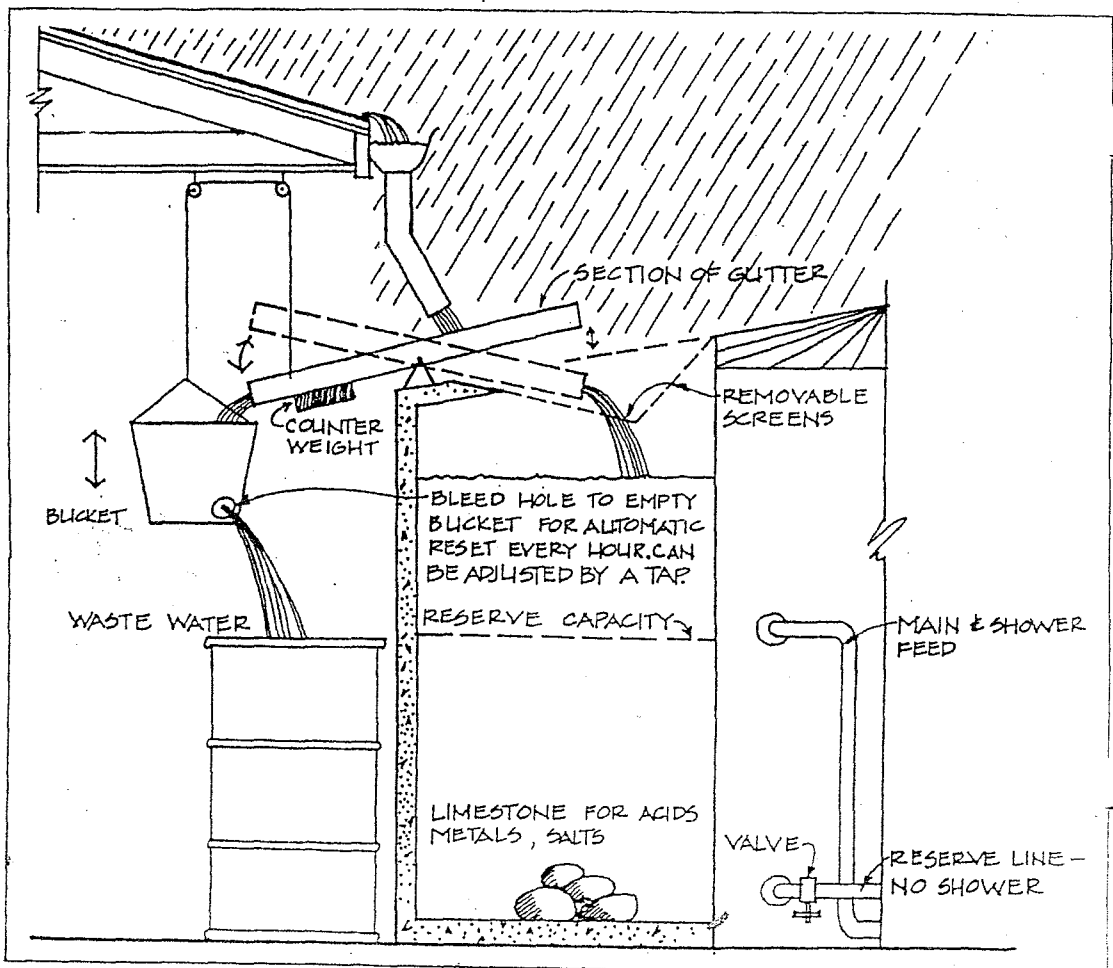 SECTION OF GUTTER
REMOVABLE
SCREENS
COUNTER
WEIGHT
BUCKET
BLEED HOLE TO EMPTY
BUCKET FOR AUTOMATIC
RESET EVERY HOUR. CAN
BE ADJUSTED BY A TAP.
WASTE WATER
RESERVE CAPACITY
MAIN & SHOWER
FEED
LIMESTONE FOR ACIDS
METALS, SALTS
VALVE
RESERVE LINE –
NO SHOWER